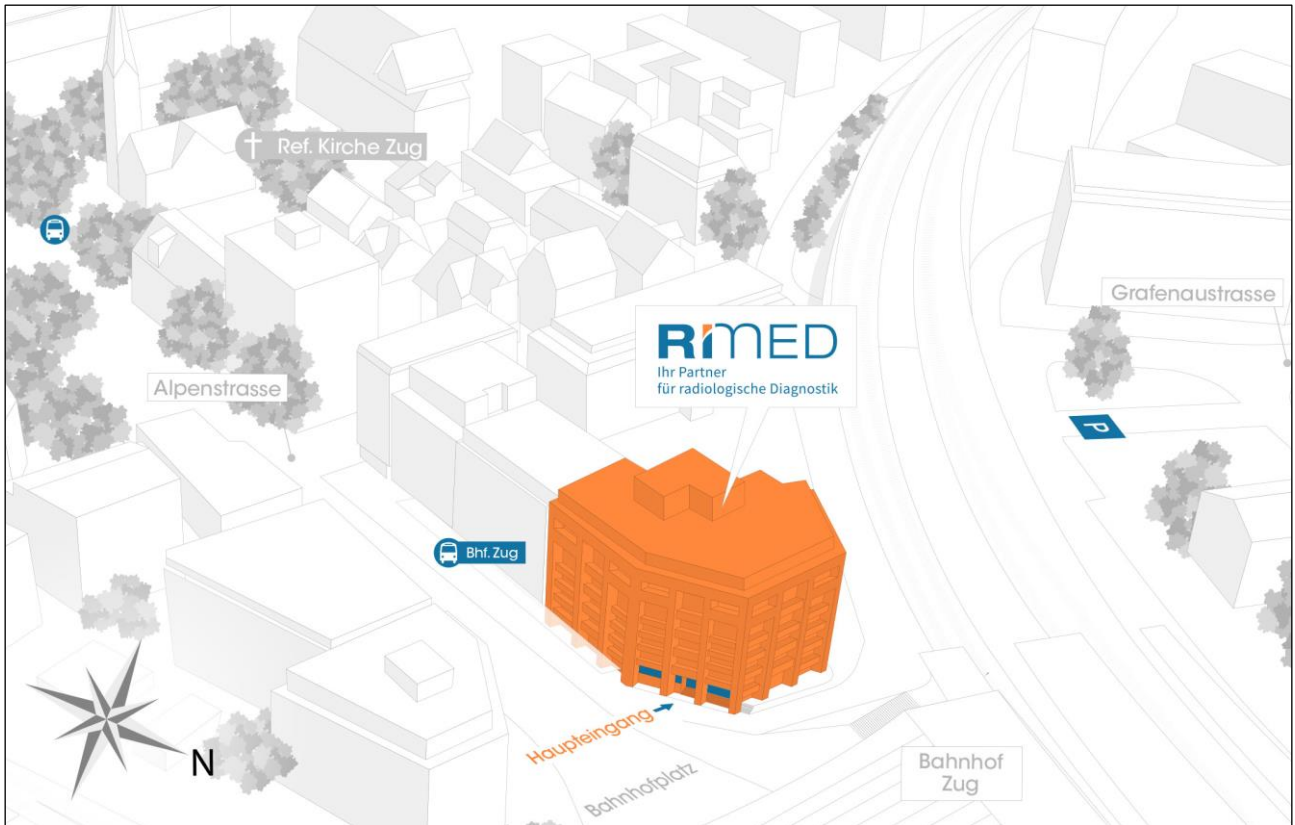 Ref. Kirche Zug
Grafenaustrasse
RIMED
Ihr Partner
für radiologische Diagnostik
Alpenstrasse
P
Bhf. Zug
Haupteingang
Bahnhofplatz
Bahnhof
Zug
N